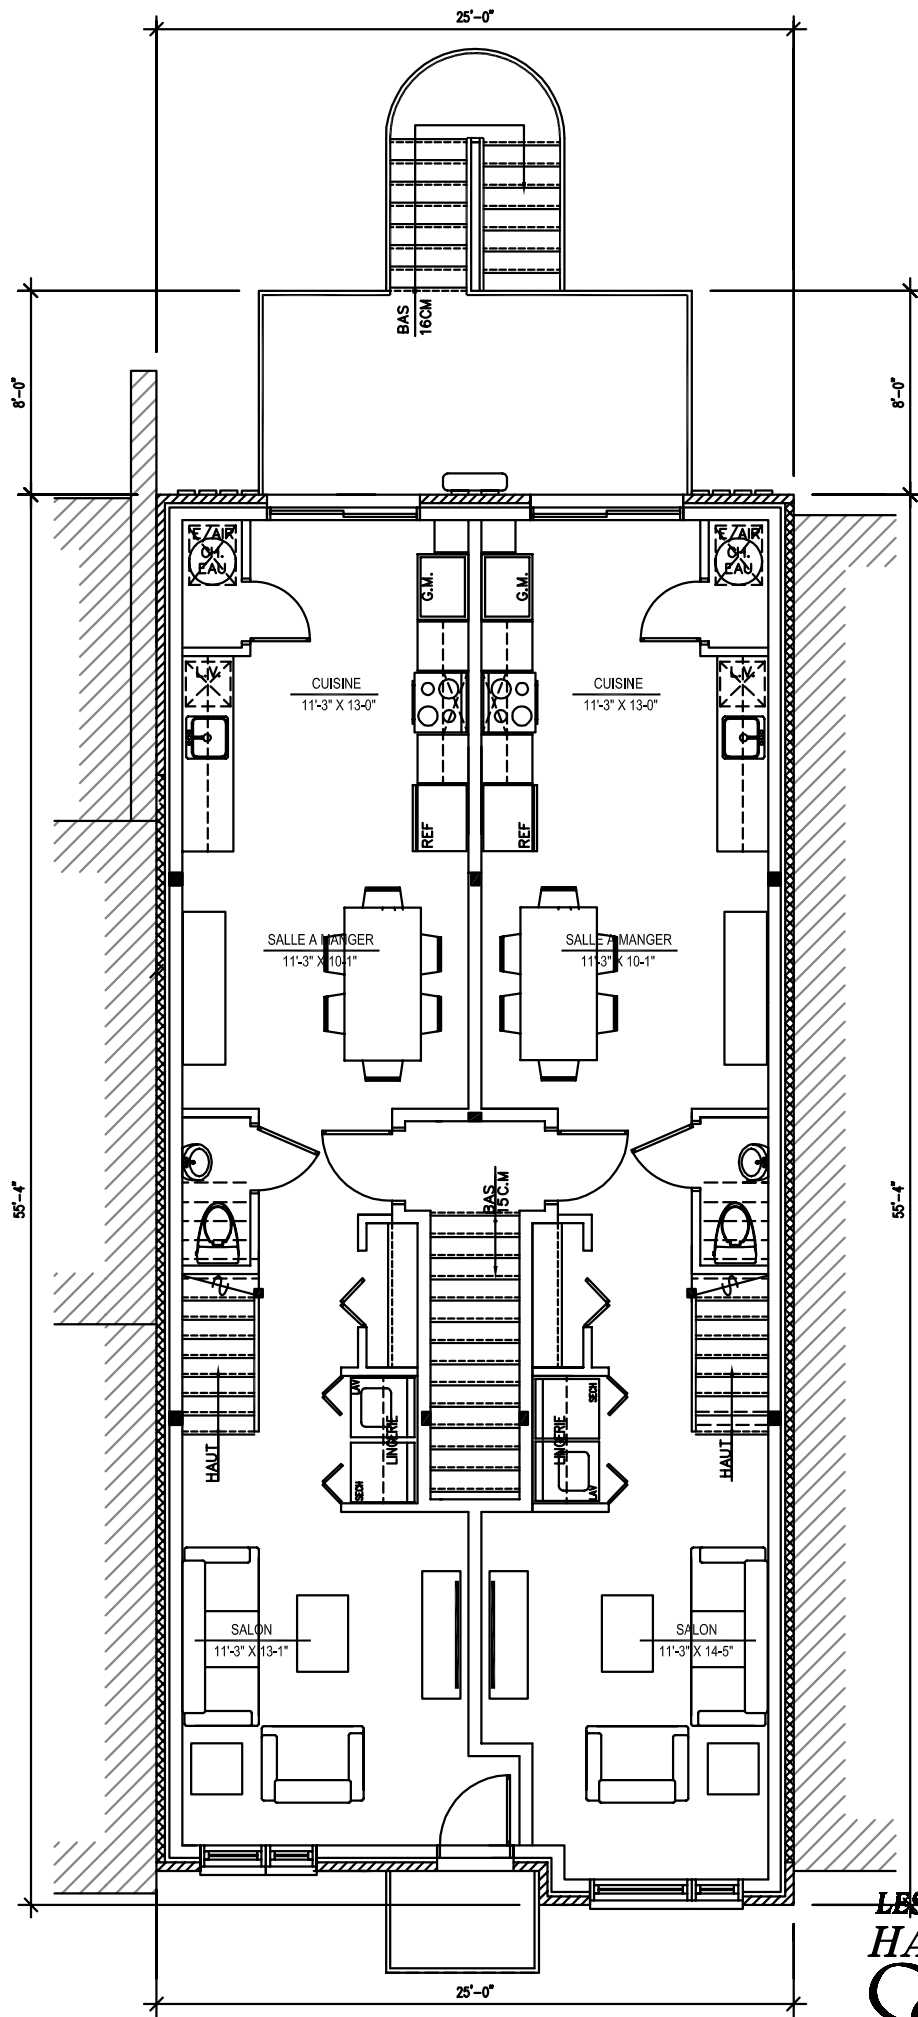 25'-0"
BAS
16CM
8'-0"
8'-0"
E/AIR
CH.
EAU
E/AIR
CH.
EAU
G.M.
G.M.
L.V.
L.V.
CUISINE
11'-3" X 13-0"
CUISINE
11'-3" X 13-0"
REF
REF
SALLE A MANGER
11'-3" X 10-1"
SALLE A MANGER
11'-3" X 10-1"
55'-4"
55'-4"
BAS
15 C.M
LAV
LINGERIE
SECH
SECH
LINGERIE
LAV
HAUT
HAUT
SALON
11'-3" X 13-1"
SALON
11'-3" X 14-5"
LES
HA
25'-0"